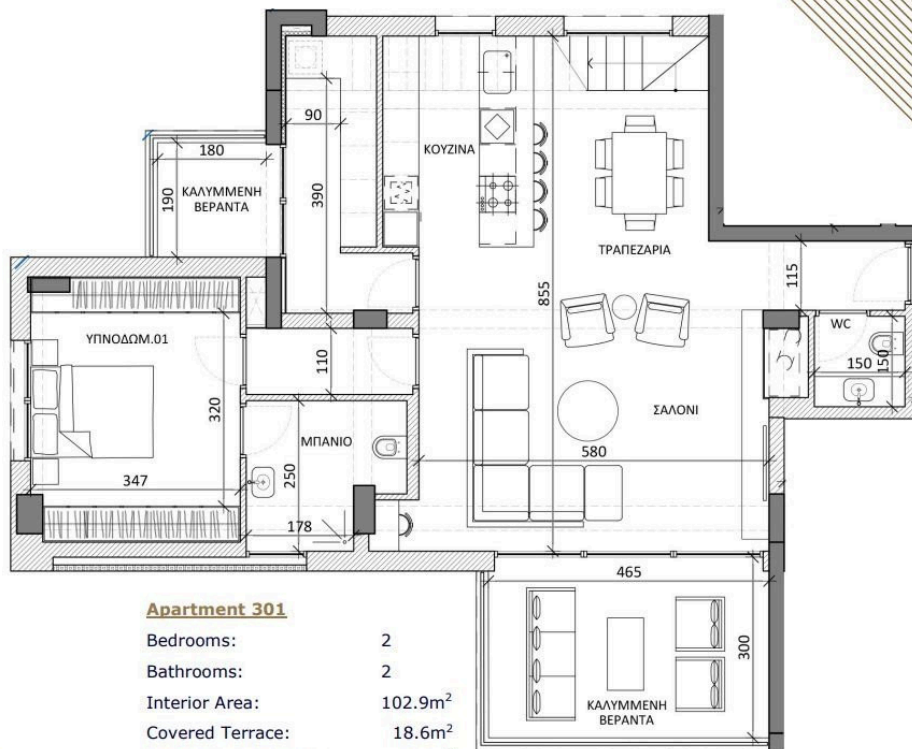 90
ΚΟΥΖΙΝΑ
180
ΚΑΛΥΜΜΕΝΗ
ΒΕΡΑΝΤΑ
190
390
ΤΡΑΠΕΖΑΡΙΑ
855
115
ΥΠΝΟΔΩΜ.01
WC
150
150
110
320
ΣΑΛΟΝΙ
ΜΠΑΝΙΟ
580
347
250
178
465
300
ΚΑΛΥΜΜΕΝΗ
ΒΕΡΑΝΤΑ
Apartment 301
Bedrooms: 2
Bathrooms: 2
Interior Area: 102.9m²
Covered Terrace: 18.6m²